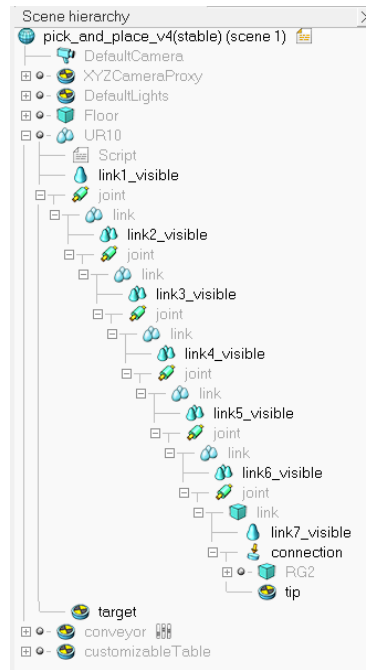 Scene hierarchy
pick_and_place_v4(stable) (scene 1)
DefaultCamera
XYZCameraProxy
DefaultLights
Floor
UR10
Script
link1_visible
joint
link
link2_visible
joint
link
link3_visible
joint
link
link4_visible
joint
link
link5_visible
joint
link
link6_visible
joint
link
link7_visible
connection
RG2
tip
target
conveyor
customizableTable